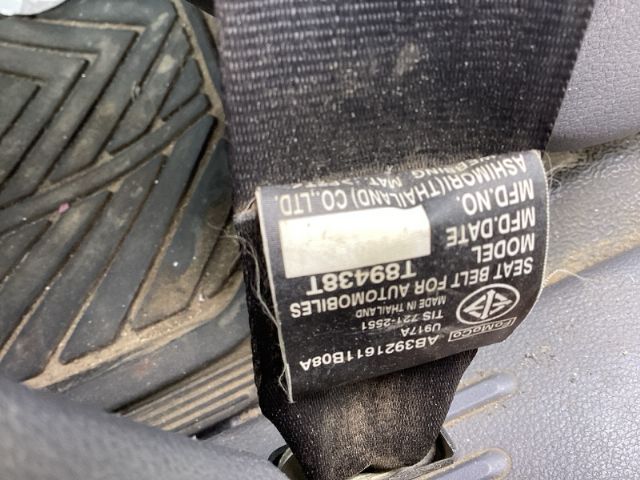 AB3921611B08A
U917A
FoMoCo
TIS 721-2551
MADE IN THAILAND
SEAT BELT FOR AUTOMOBILES
MODEL T89438T
MFD.DATE
MFD.NO.
ASHIMORI(THAILAND) CO.,LTD.